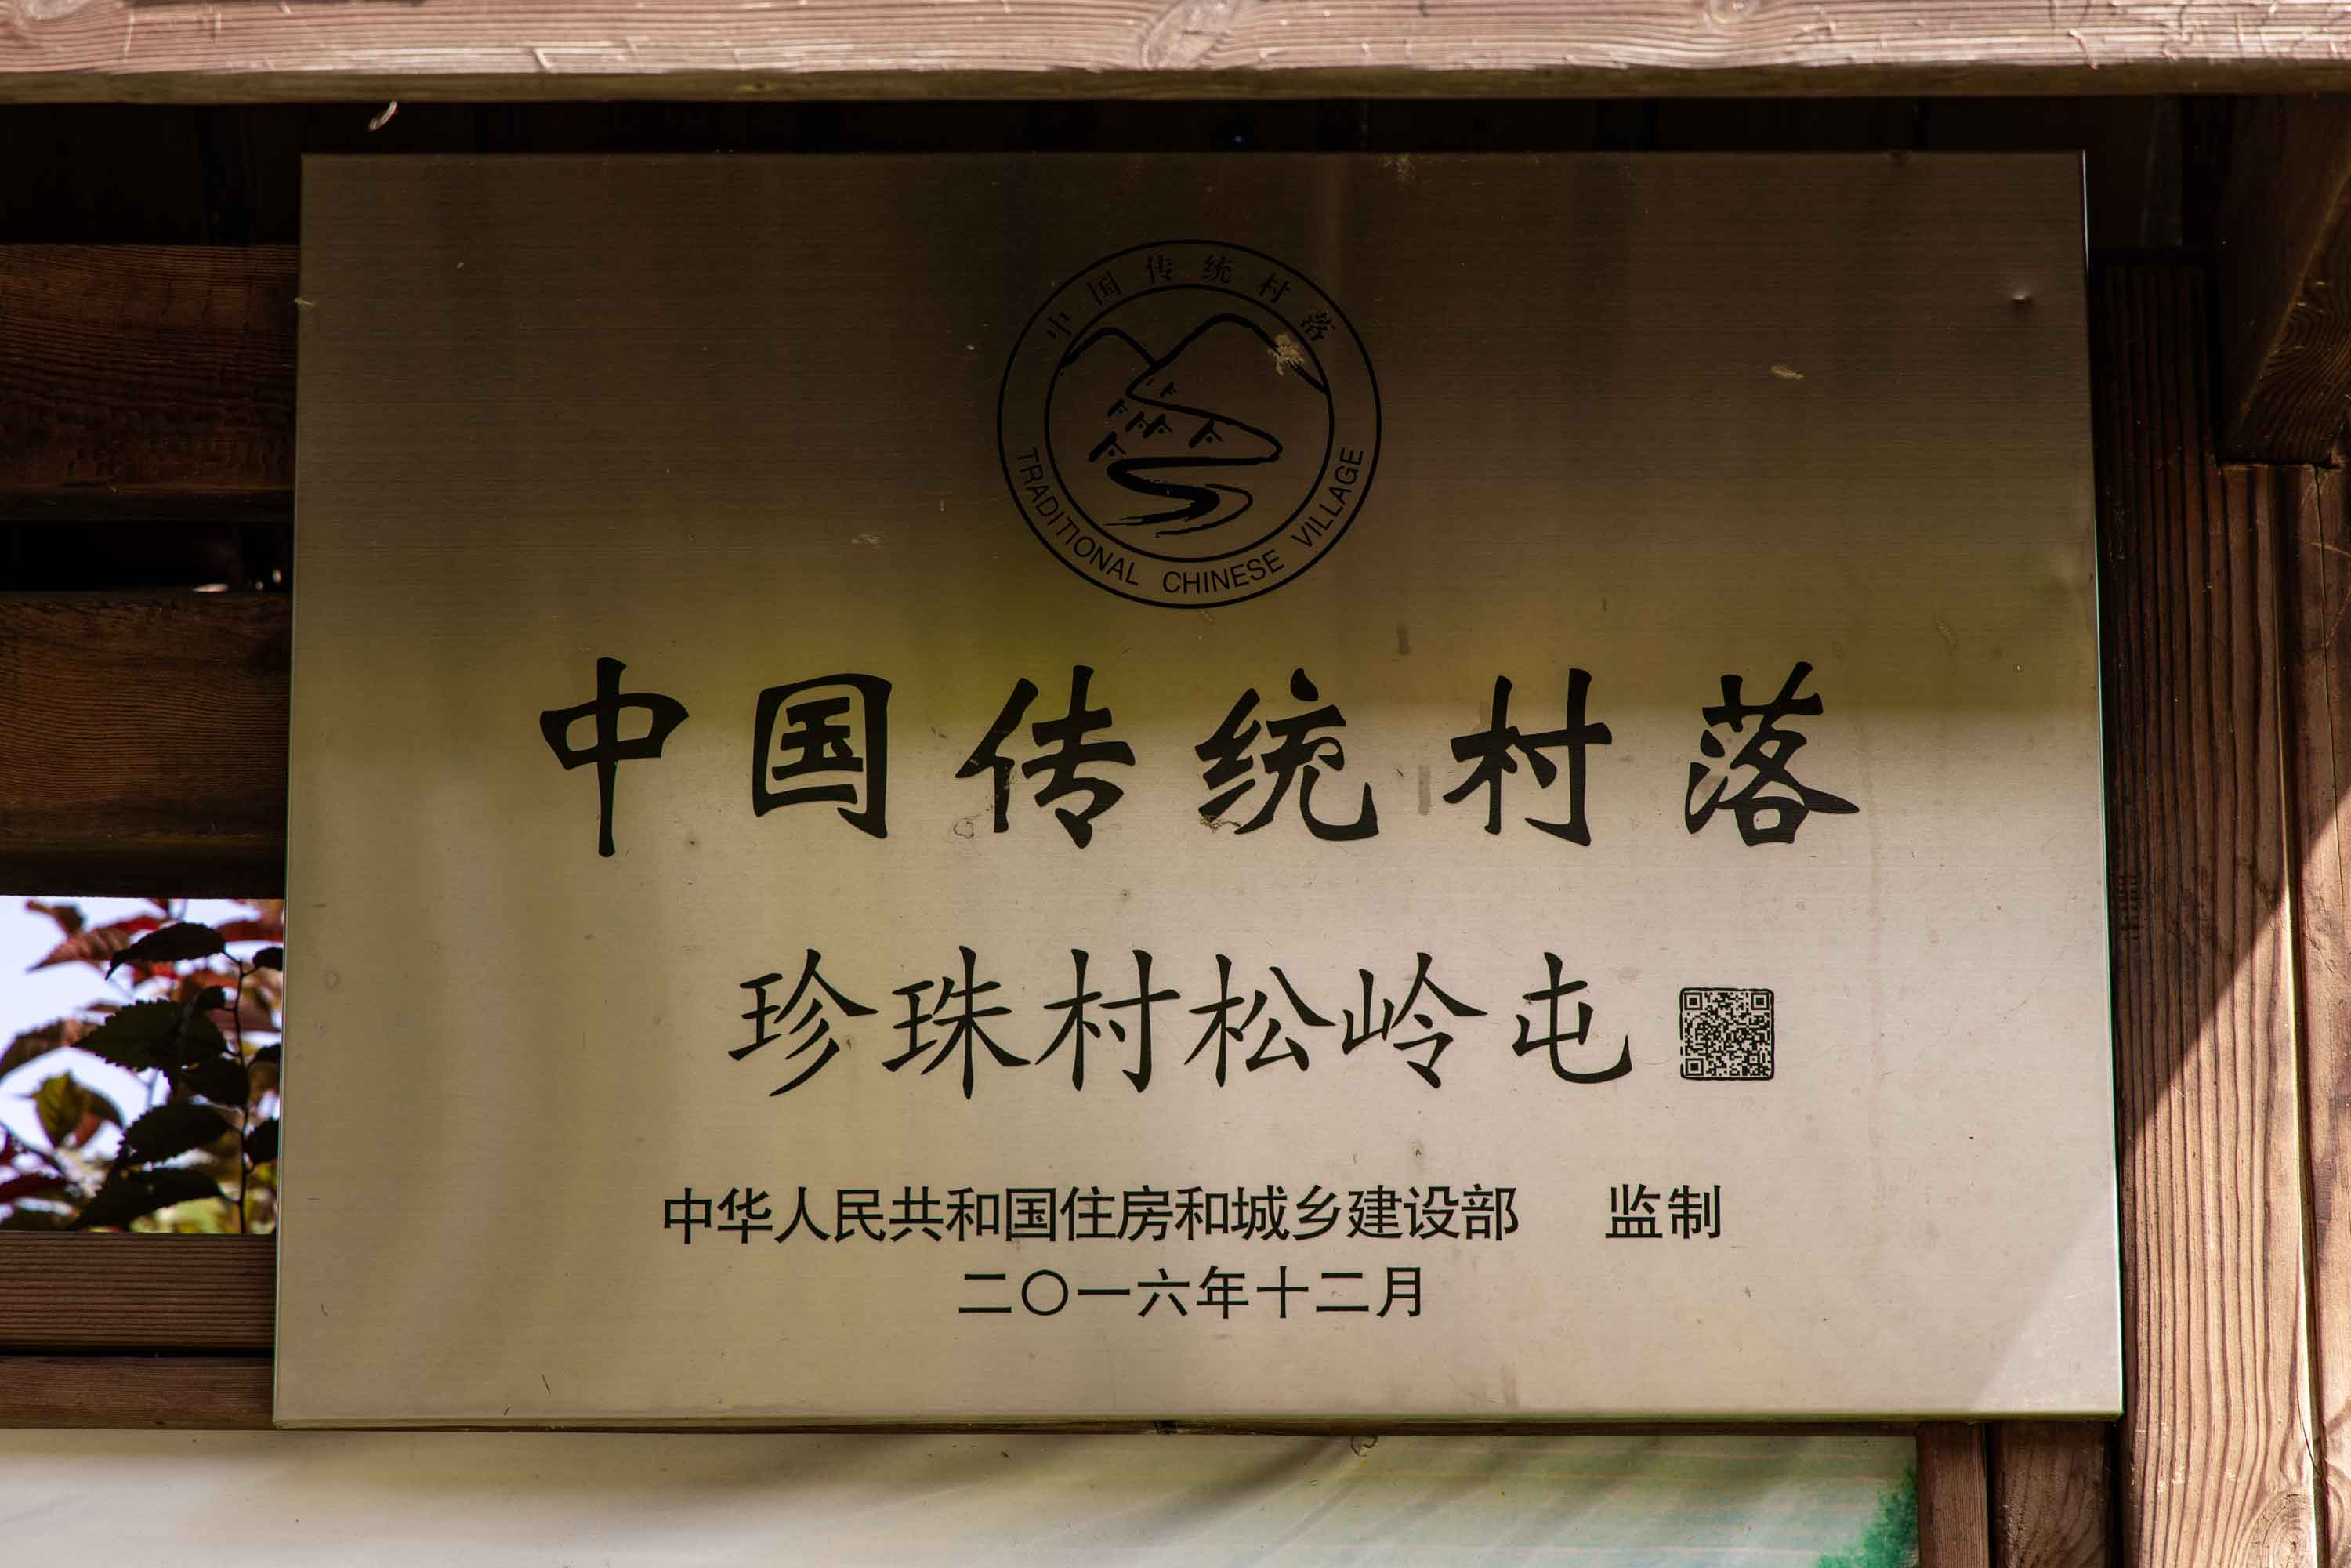 中国传统村落
TRADITIONAL CHINESE VILLAGE
中国传统村落
珍珠村松岭屯
中华人民共和国住房和城乡建设部 监制
二〇一六年十二月